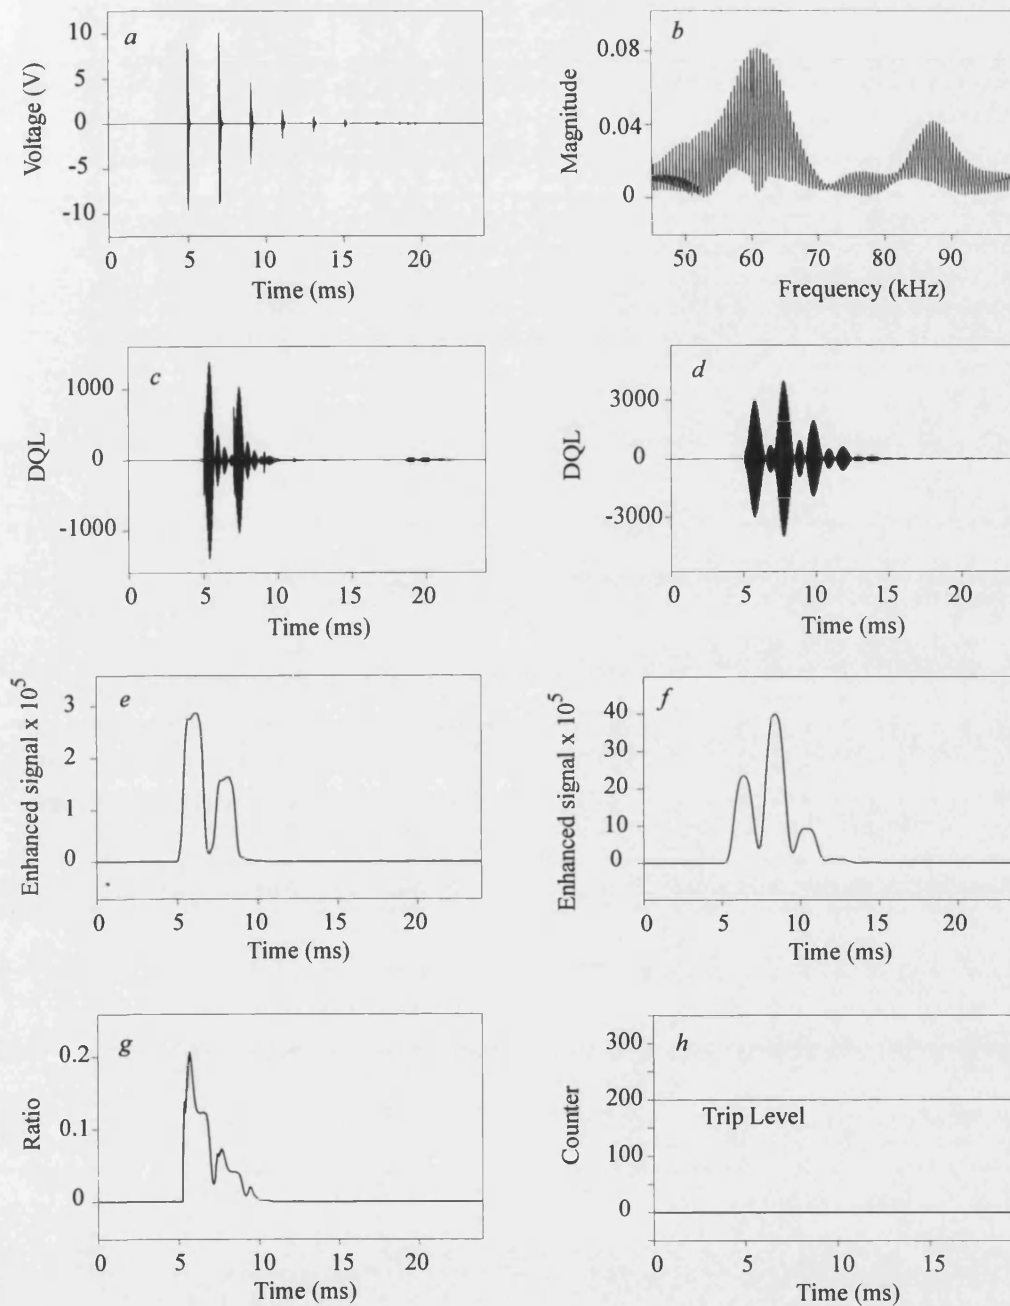 a
Voltage (V)
10
5
0
-5
-10
5
10
15
20
Time (ms)
b
Magnitude
0.08
0.04
0
50
60
70
80
90
Frequency (kHz)
c
DQL
1000
0
-1000
0
5
10
15
20
Time (ms)
d
DQL
3000
0
-3000
0
5
10
15
20
Time (ms)
e
Enhanced signal x 10⁵
3
2
1
0
0
5
10
15
20
Time (ms)
f
Enhanced signal x 10⁵
40
30
20
10
0
0
5
10
15
20
Time (ms)
g
Ratio
0.2
0.1
0
0
5
10
15
20
Time (ms)
h
Counter
300
200
100
0
Trip Level
0
5
10
15
Time (ms)